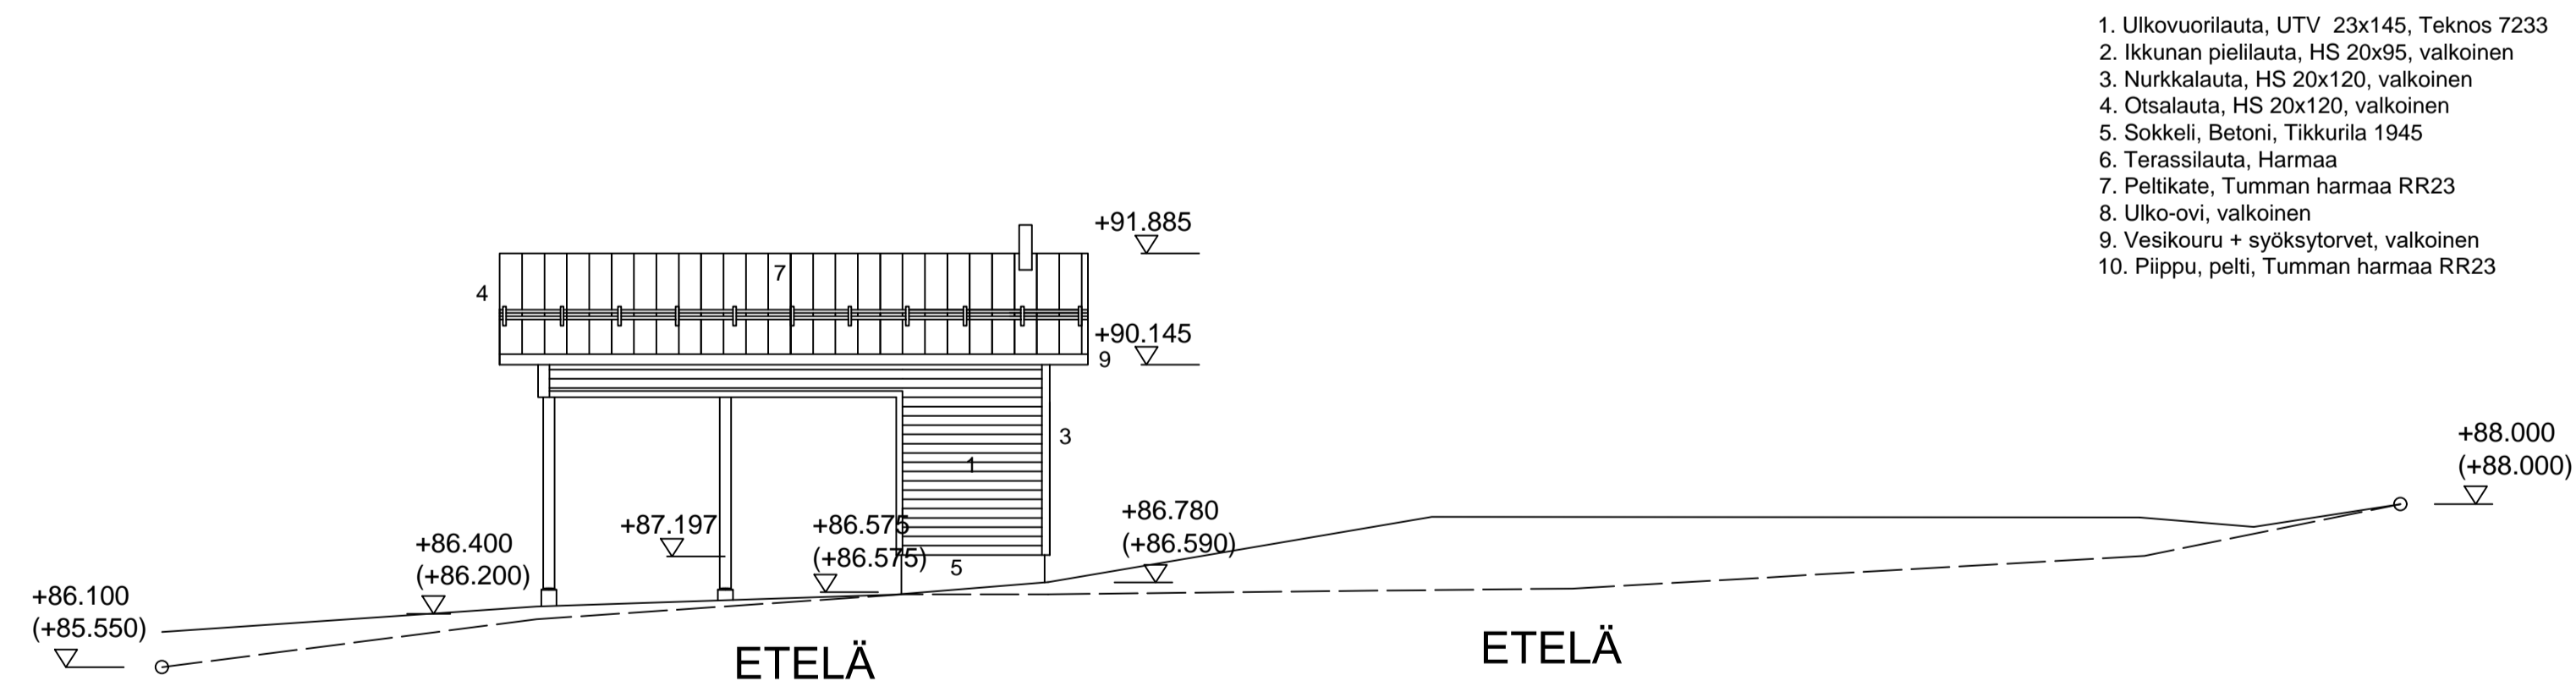 1. Ulkovuorilauta, UTV 23x145, Teknos 7233
2. Ikkunan pielilauta, HS 20x95, valkoinen
3. Nurkkalauta, HS 20x120, valkoinen
4. Otsalauta, HS 20x120, valkoinen
5. Sokkeli, Betoni, Tikkurila 1945
6. Terassilauta, Harmaa
7. Peltikate, Tumman harmaa RR23
8. Ulko-ovi, valkoinen
9. Vesikouru + syöksytorvet, valkoinen
10. Piippu, pelti, Tumman harmaa RR23
+91.885
7
4
+90.145
9
3
1
+88.000
(+88.000)
+86.780
(+86.590)
+87.197
+86.575
(+86.575)
5
+86.400
(+86.200)
+86.100
(+85.550)
ETELÄ
ETELÄ